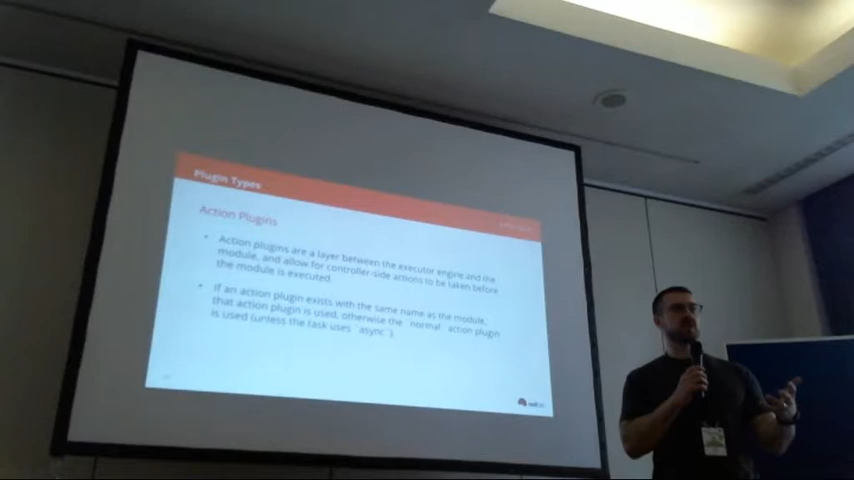 Plugin Types
Action Plugins
• Action plugins are a layer between the executor engine and the
module, and allow for controller-side actions to be taken before
the module is executed.
• If an action plugin exists with the same name as the module,
that action plugin is used, otherwise the `normal` action plugin
is used (unless the task uses `async`).
redhat